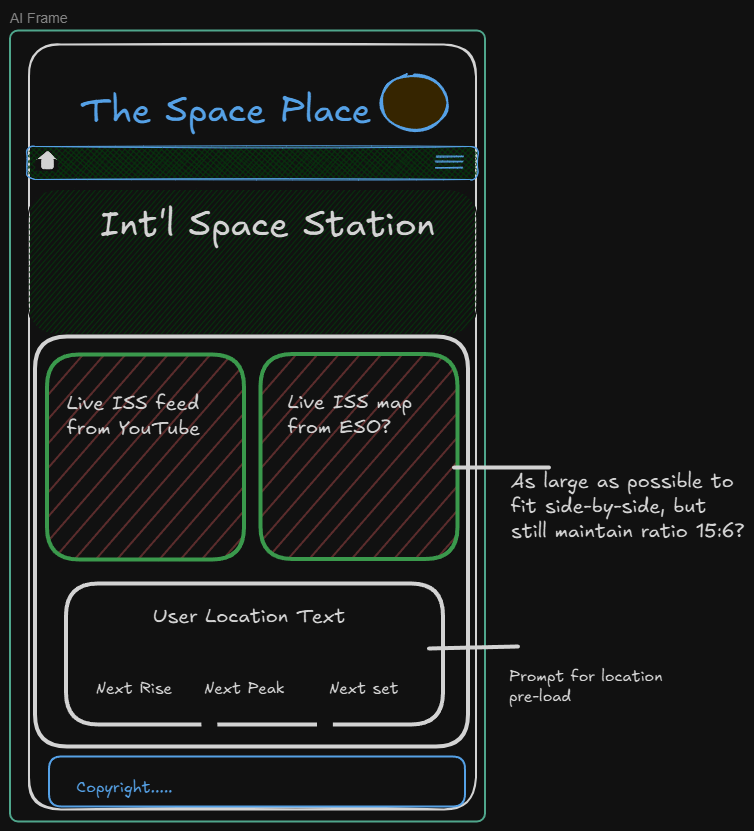 AI Frame
The Space Place
Int'l Space Station
Live ISS feed
from YouTube
Live ISS map
from ESO?
As large as possible to
fit side-by-side, but
still maintain ratio 15:6?
User Location Text
Next Rise
Next Peak
Next set
Prompt for location
pre-load
Copyright.....